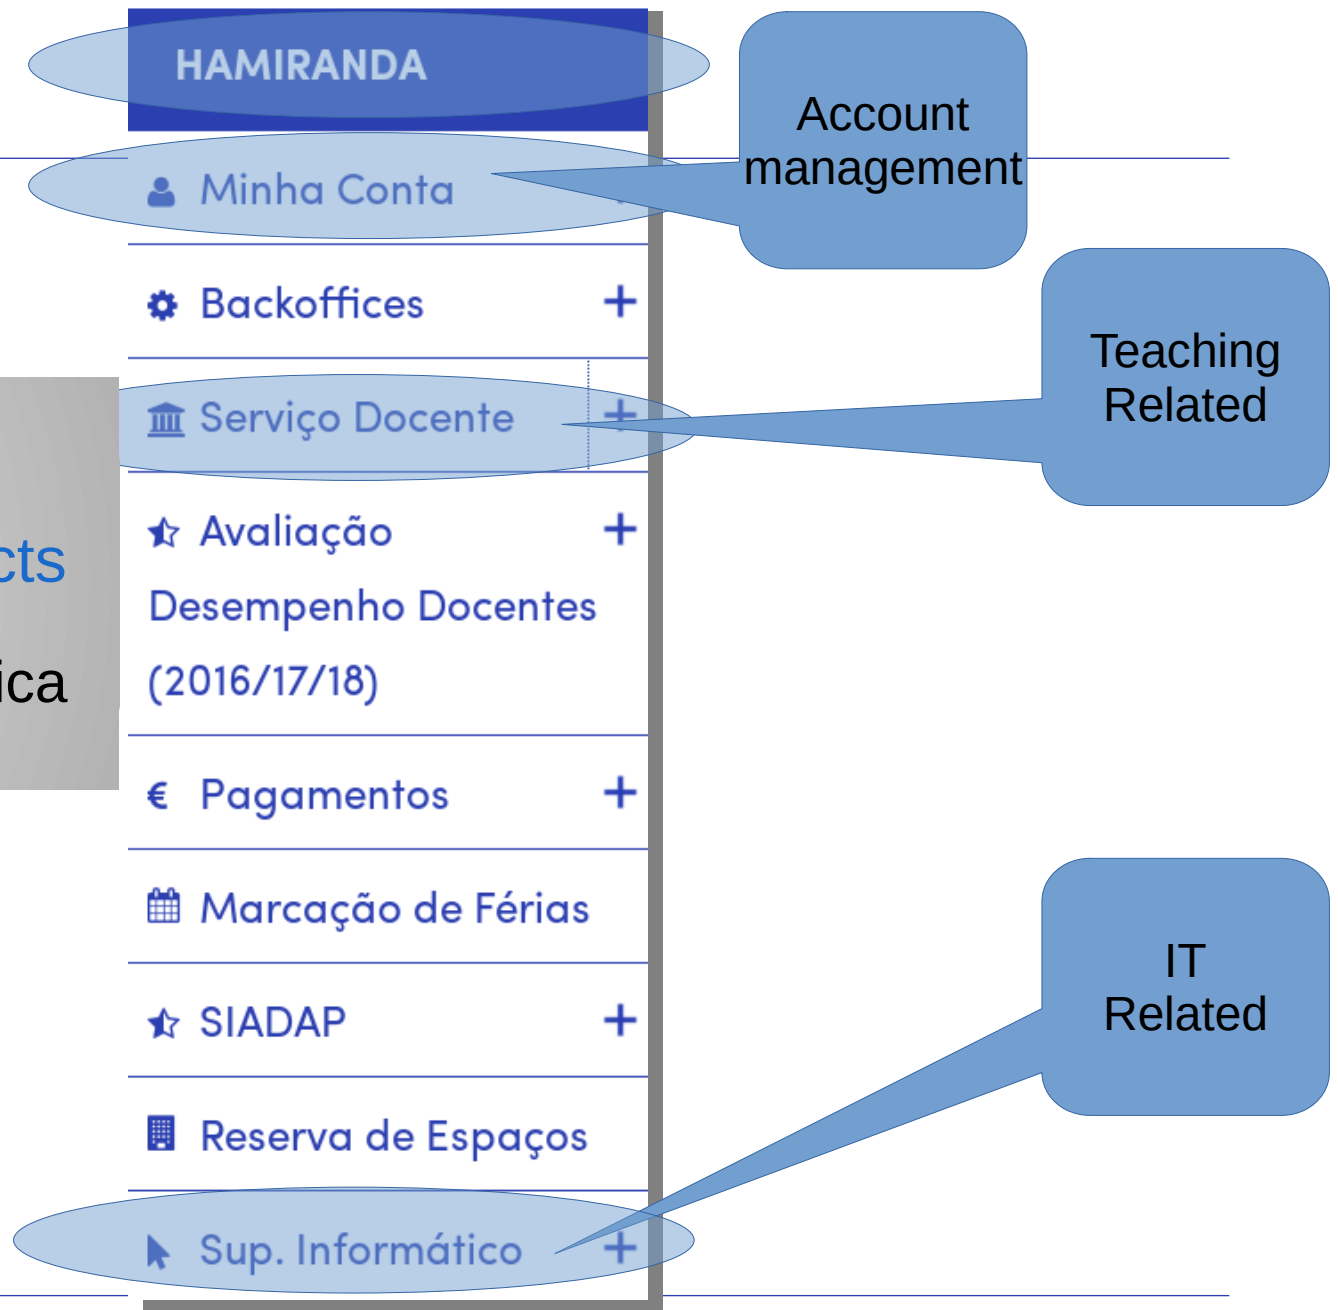 HAMIRANDA
Account
management
Minha Conta
Backoffices
Teaching
Related
Serviço Docente
Avaliação
Desempenho Docentes
(2016/17/18)
cts
ica
Pagamentos
Marcação de Férias
IT
Related
SIADAP
Reserva de Espaços
Sup. Informático